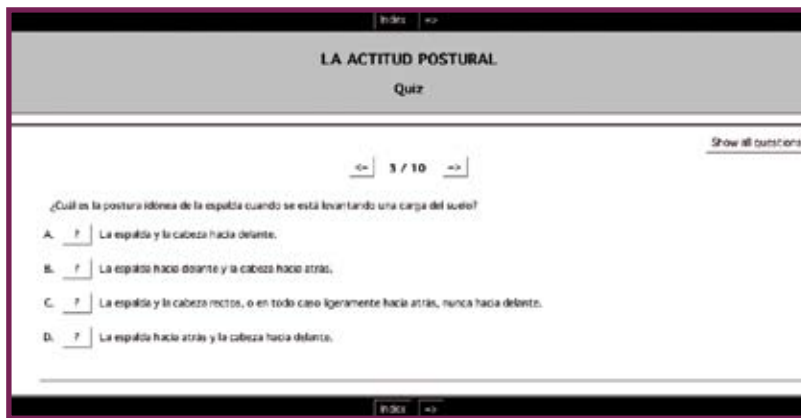 Index =>
LA ACTITUD POSTURAL
Quiz
Show all questions
<= 3 / 10 =>
¿Cuál es la postura idónea de la espalda cuando se está levantando una carga del suelo?
A. ? La espalda y la cabeza hacia delante.
B. ? La espalda hacia delante y la cabeza hacia atrás.
C. ? La espalda y la cabeza rectos, o en todo caso ligeramente hacia atrás, nunca hacia delante.
D. ? La espalda hacia atrás y la cabeza hacia delante.
Index =>